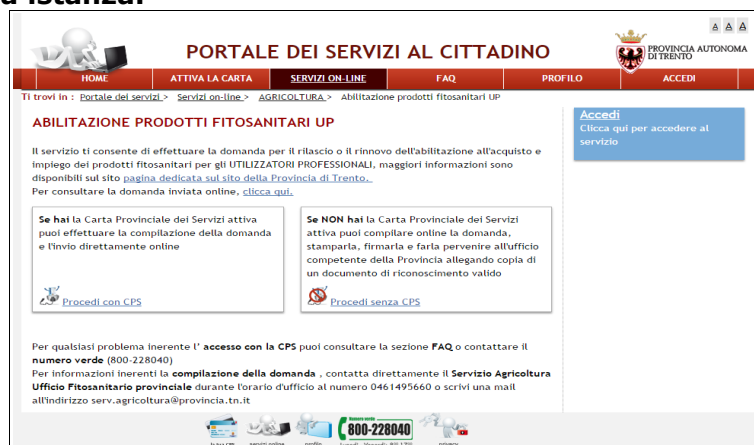 a istanza.
A A A
PORTALE DEI SERVIZI AL CITTADINO
PROVINCIA AUTONOMA
DI TRENTO
HOME ATTIVA LA CARTA SERVIZI ON-LINE FAQ PROFILO ACCEDI
Ti trovi in : Portale dei servizi > Servizi on-line > AGRICOLTURA > Abilitazione prodotti fitosanitari UP
ABILITAZIONE PRODOTTI FITOSANITARI UP
Il servizio ti consente di effettuare la domanda per il rilascio o il rinnovo dell'abilitazione all'acquisto e
impiego dei prodotti fitosanitari per gli UTILIZZATORI PROFESSIONALI, maggiori informazioni sono
disponibili sul sito pagina dedicata sul sito della Provincia di Trento.
Per consultare la domanda inviata online, clicca qui.
Accedi
Clicca qui per accedere al
servizio
Se hai la Carta Provinciale dei Servizi attiva
puoi effettuare la compilazione della domanda
e l'invio direttamente online
Procedi con CPS
Se NON hai la Carta Provinciale dei Servizi
attiva puoi compilare online la domanda,
stamparla, firmarla e farla pervenire all'ufficio
competente della Provincia allegando copia di
un documento di riconoscimento valido
Procedi senza CPS
Per qualsiasi problema inerente l' accesso con la CPS puoi consultare la sezione FAQ o contattare il
numero verde (800-228040)
Per informazioni inerenti la compilazione della domanda , contatta direttamente il Servizio Agricoltura
Ufficio Fitosanitario provinciale durante l'orario d'ufficio al numero 0461495660 o scrivi una mail
all'indirizzo serv.agricoltura@provincia.tn.it
Numero verde
800-228040
servizi online profilo privacy